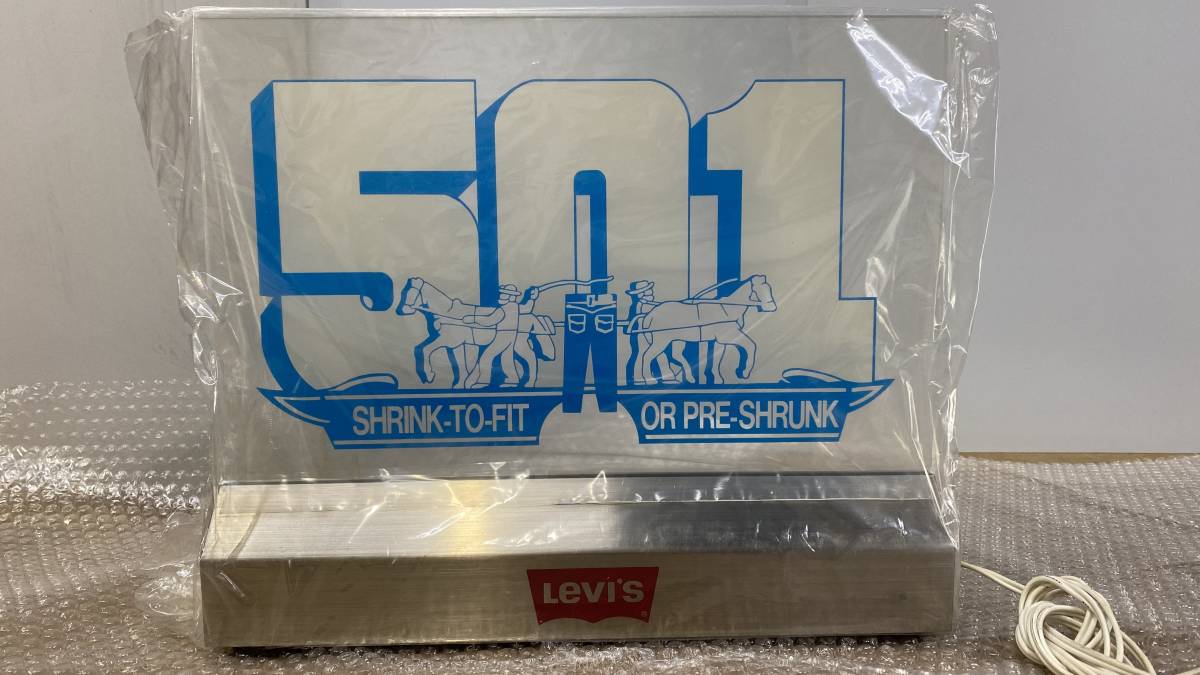 501
SHRINK-TO-FIT OR PRE-SHRUNK
LeVI'S ®